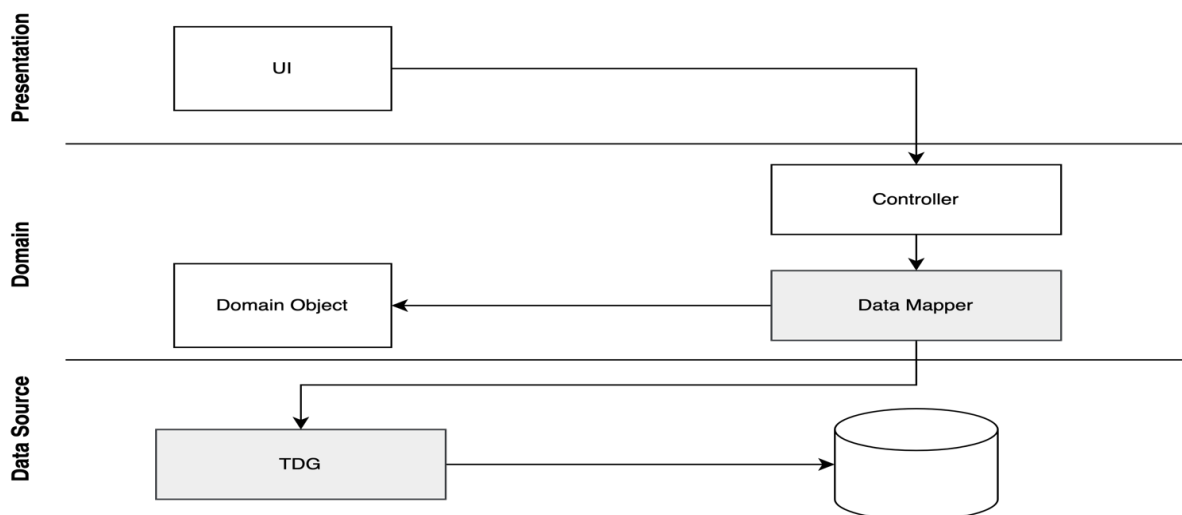 Presentation
UI
Domain
Controller
Domain Object
Data Mapper
Data Source
TDG